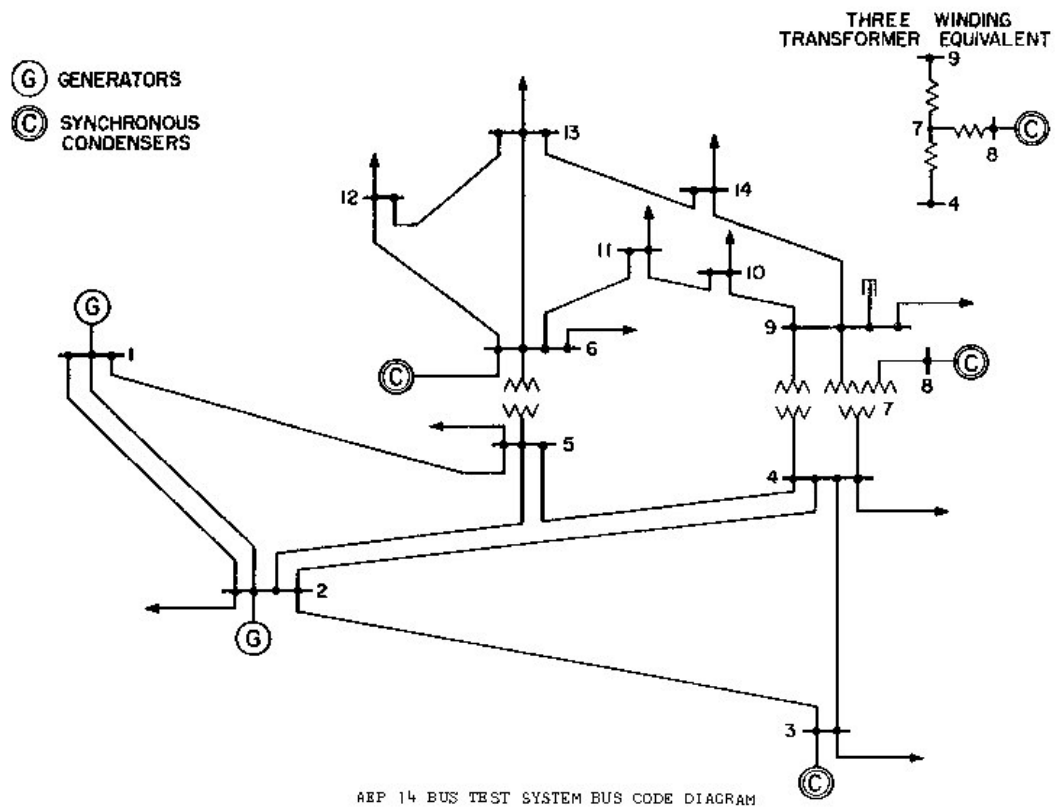 THREE WINDING
TRANSFORMER EQUIVALENT
9
7
8
C
4
G GENERATORS
C SYNCHRONOUS
CONDENSERS
13
12
14
11
10
G
1
6
9
C
8
C
7
5
4
2
G
3
C
AEP 14 BUS TEST SYSTEM BUS CODE DIAGRAM